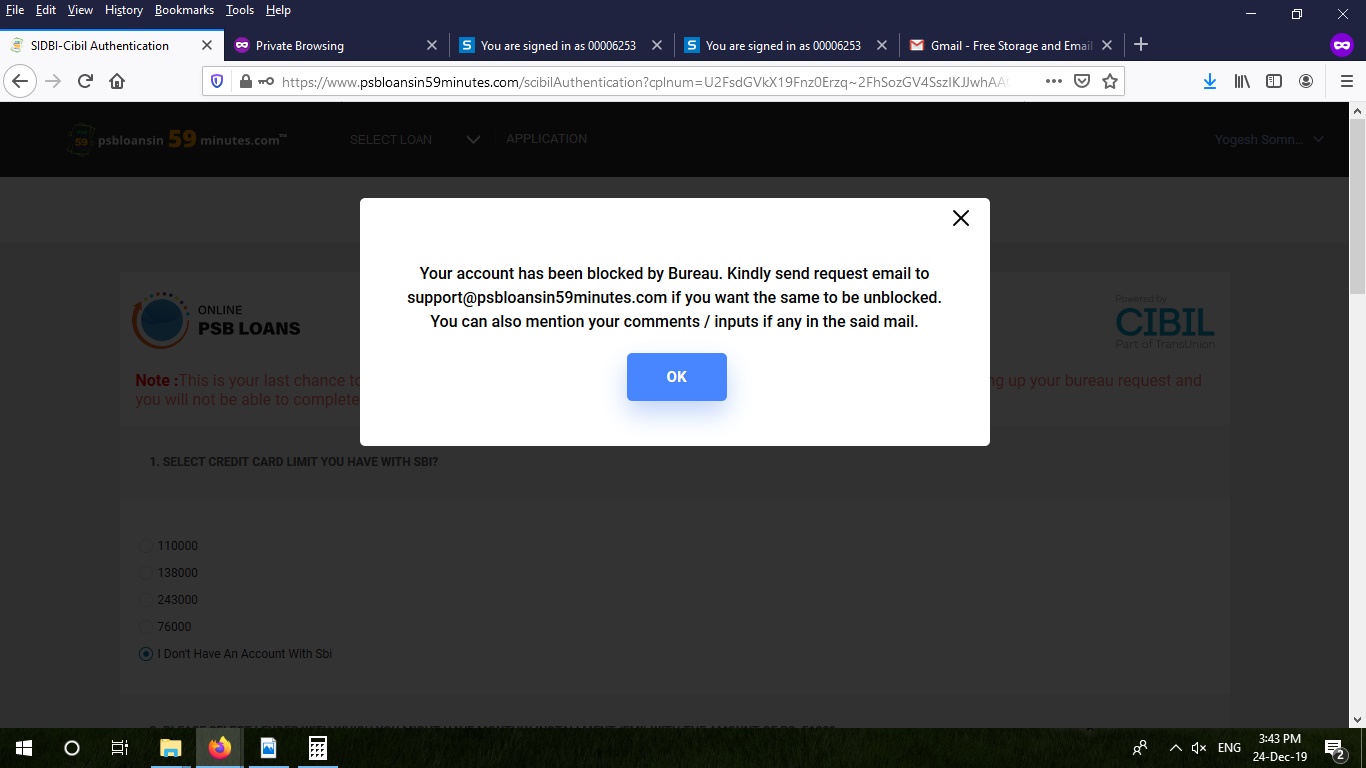 File Edit View History Bookmarks Tools Help
SIDBI-Cibil Authentication
Private Browsing
You are signed in as 00006253
You are signed in as 00006253
Gmail - Free Storage and Email
https://www.psbloansin59minutes.com/scibilAuthentication?cplnum=
psbloansin 59 minutes.com™
SELECT LOAN
APPLICATION
Yogesh Somn...
Your account has been blocked by Bureau. Kindly send request email to
support@psbloansin59minutes.com if you want the same to be unblocked.
You can also mention your comments / inputs if any in the said mail.
OK
ONLINE
PSB LOANS
Powered by
CIBIL
Part of TransUnion
Note :This is your last chance to
ng up your bureau request and
you will not be able to complete
1. SELECT CREDIT CARD LIMIT YOU HAVE WITH SBI?
110000
138000
243000
76000
I Don't Have An Account With Sbi
3:43 PM
ENG
24-Dec-19
2